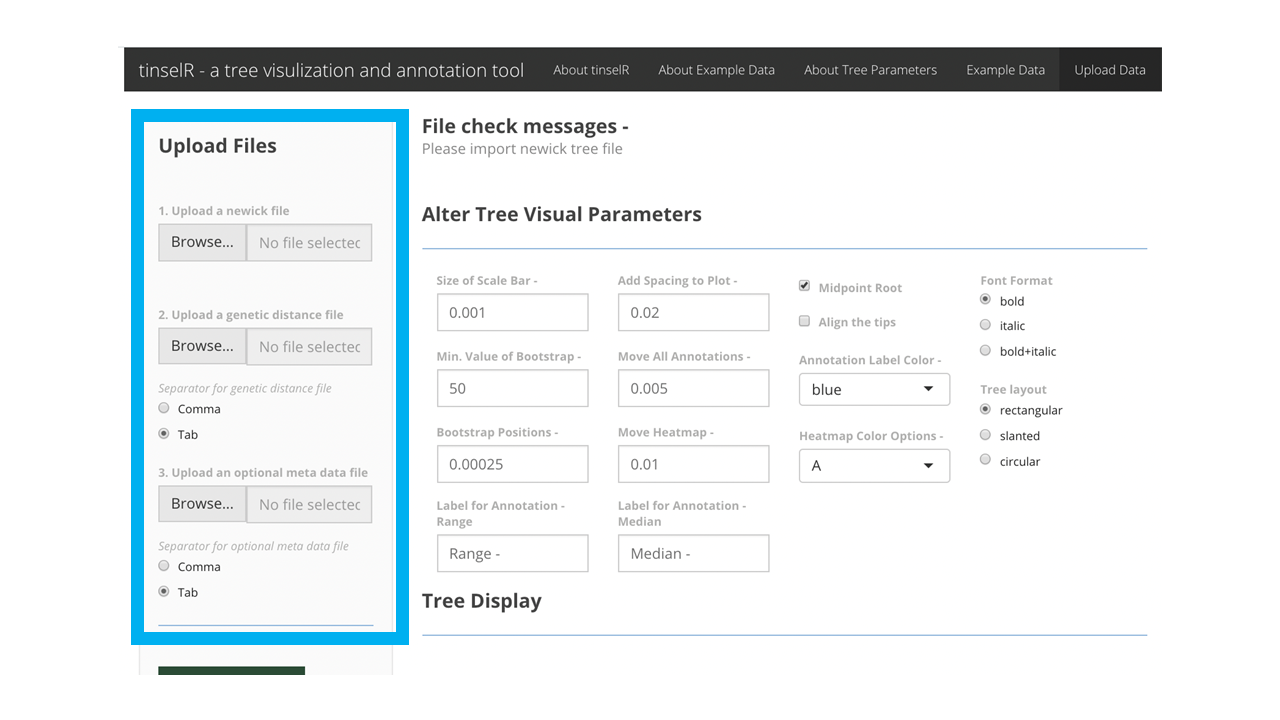 tinselR - a tree visulization and annotation tool About tinselR About Example Data About Tree Parameters Example Data Upload Data
Upload Files
1. Upload a newick file
Browse... No file selected
2. Upload a genetic distance file
Browse... No file selected
Separator for genetic distance file
Comma
Tab
3. Upload an optional meta data file
Browse... No file selected
Separator for optional meta data file
Comma
Tab
File check messages -
Please import newick tree file
Alter Tree Visual Parameters
Size of Scale Bar -
0.001
Min. Value of Bootstrap -
50
Bootstrap Positions -
0.00025
Label for Annotation -
Range
Range -
Add Spacing to Plot -
0.02
Move All Annotations -
0.005
Move Heatmap -
0.01
Label for Annotation -
Median
Median -
Midpoint Root
Align the tips
Annotation Label Color -
blue
Heatmap Color Options -
A
Font Format
bold
italic
bold+italic
Tree layout
rectangular
slanted
circular
Tree Display